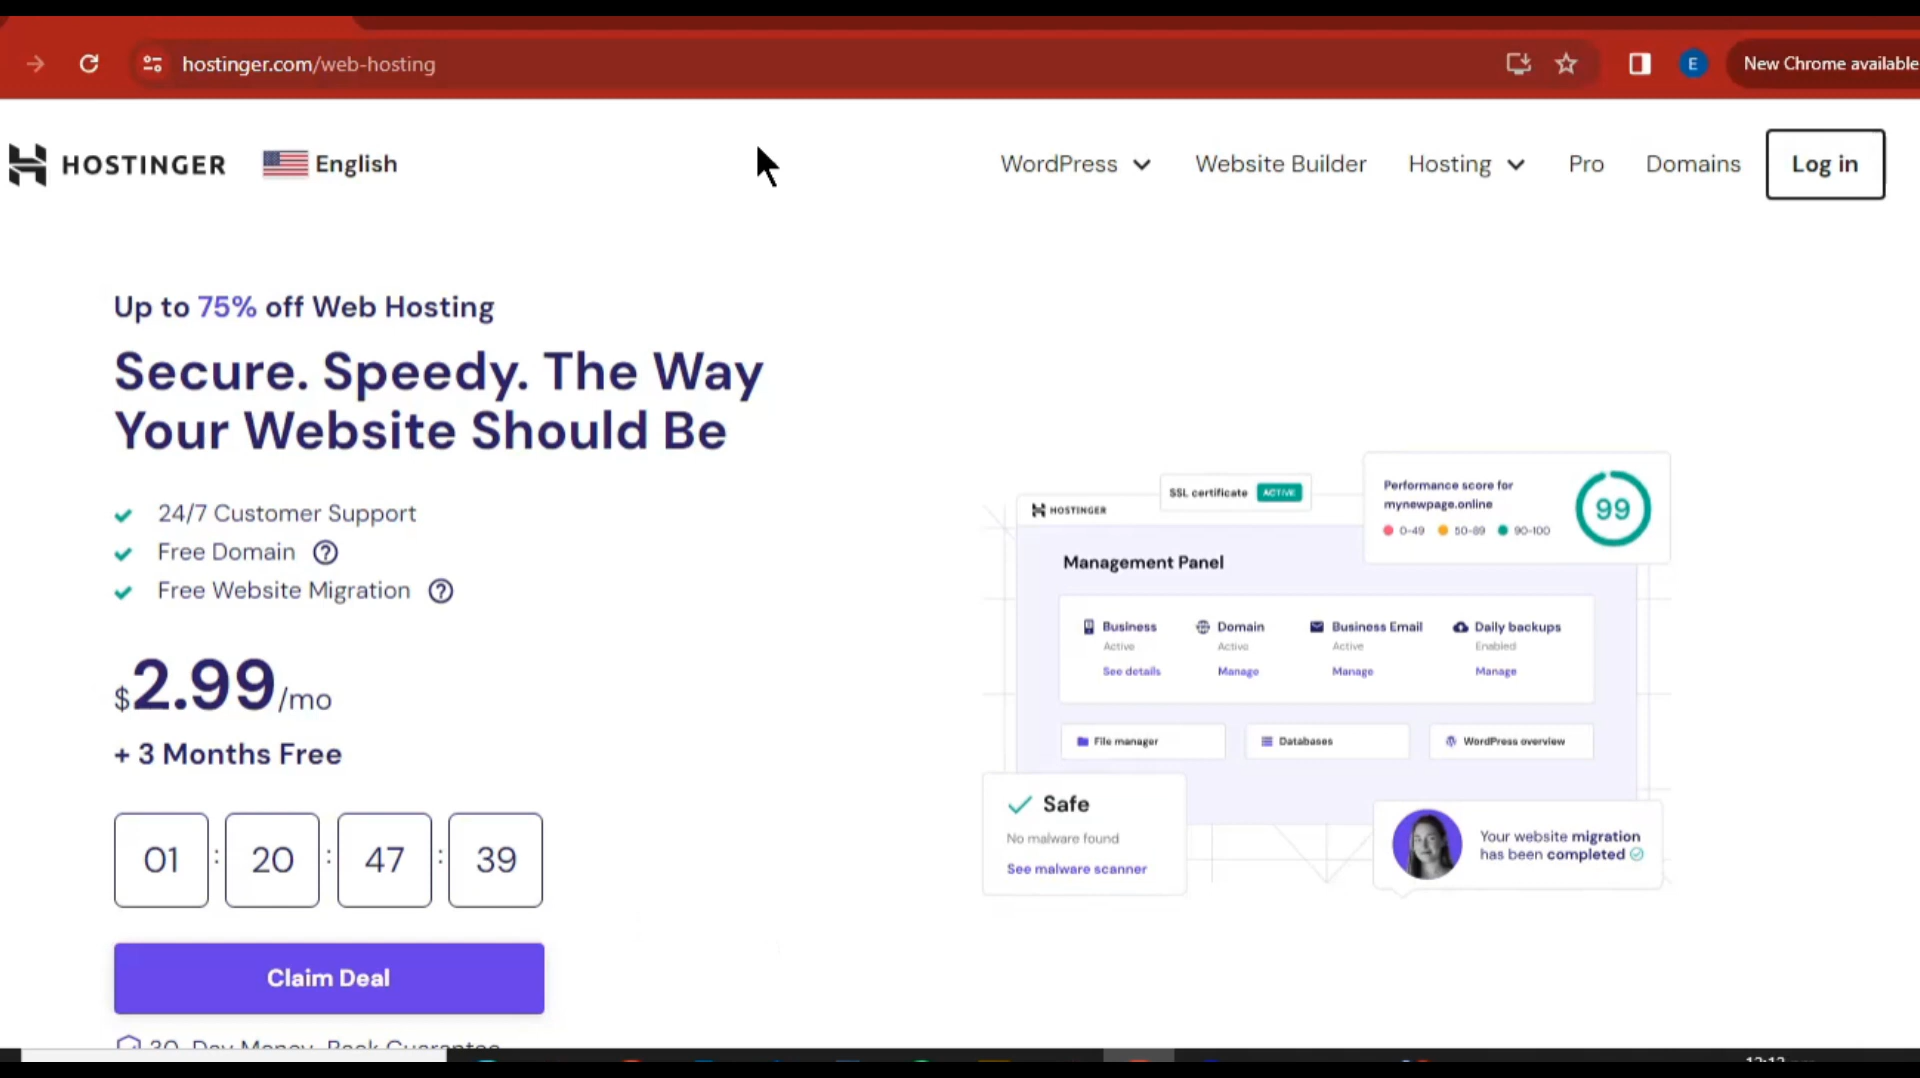 hostinger.com/web-hosting
E
New Chrome available
HOSTINGER
English
WordPress
Website Builder
Hosting
Pro
Domains
Log in
Up to 75% off Web Hosting
Secure. Speedy. The Way
Your Website Should Be
24/7 Customer Support
Free Domain ?
Free Website Migration ?
$2.99/mo
+ 3 Months Free
01 : 20 : 47 : 39
Claim Deal
30-Day Money-Back Guarantee
SSL certificate ACTIVE
HOSTINGER
Performance score for
mynewpage.online
0-49 50-89 90-100
99
Management Panel
Business
Active
See details
Domain
Active
Manage
Business Email
Active
Manage
Daily backups
Enabled
Manage
File manager
Databases
WordPress overview
Safe
No malware found
See malware scanner
Your website migration
has been completed